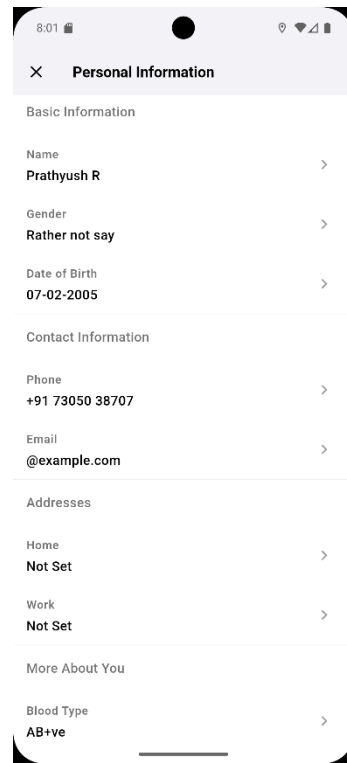 8:01
Personal Information
Basic Information
Name
Prathyush R
Gender
Rather not say
Date of Birth
07-02-2005
Contact Information
Phone
+91 73050 38707
Email
@example.com
Addresses
Home
Not Set
Work
Not Set
More About You
Blood Type
AB+ve